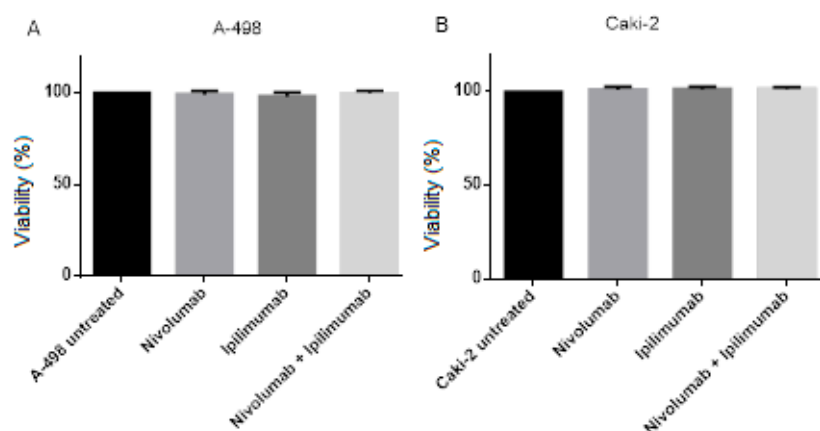 A
A-498
Viability (%)
100
50
0
A-498 untreated
Nivolumab
Ipilimumab
Nivolumab + Ipilimumab
B
Caki-2
Viability (%)
100
50
0
Caki-2 untreated
Nivolumab
Ipilimumab
Nivolumab + Ipilimumab